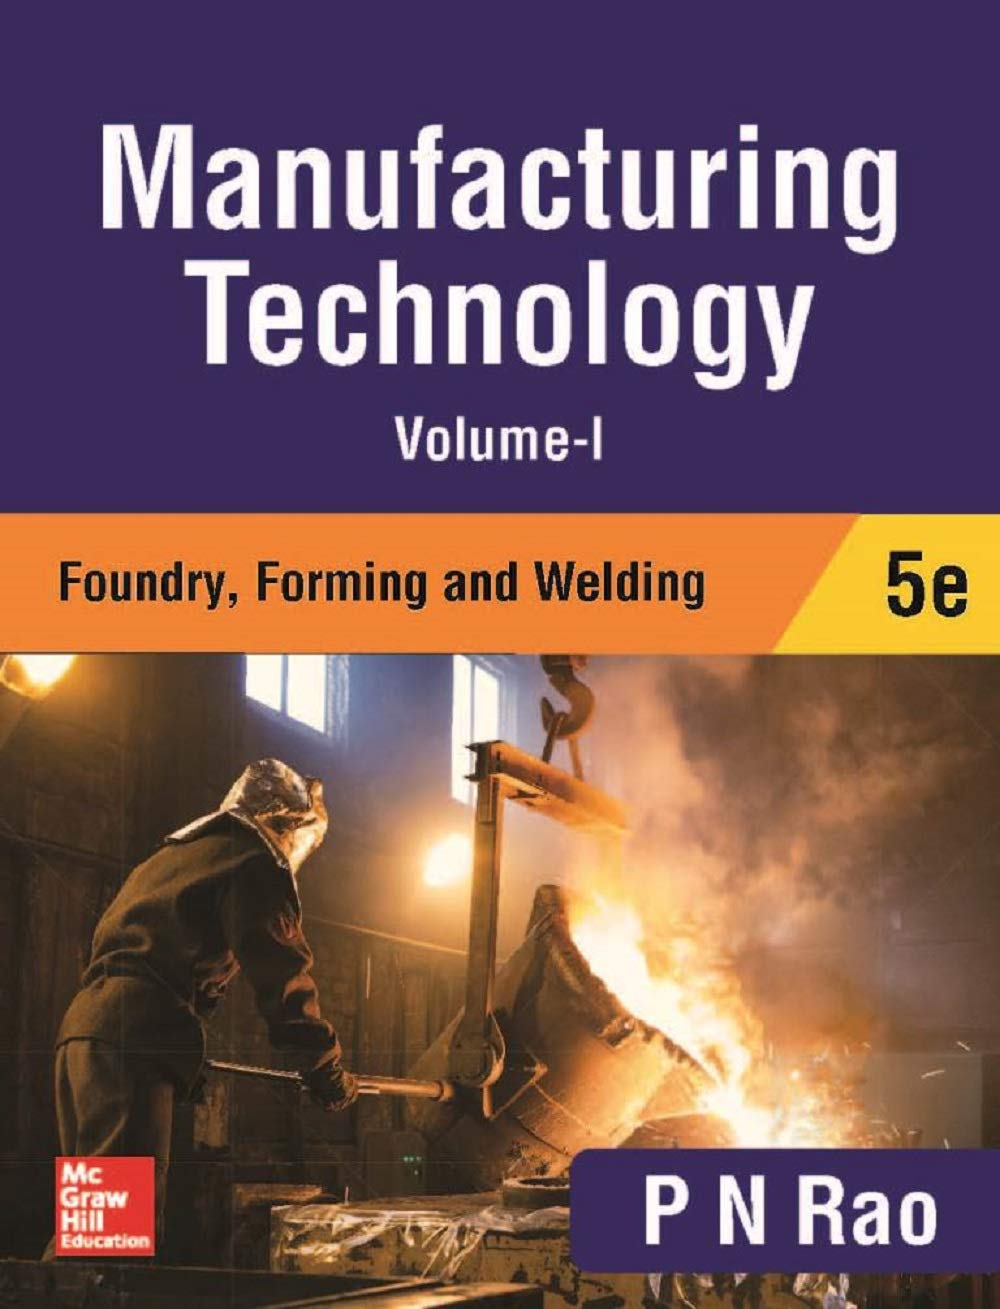 Manufacturing
Technology
Volume-I
Foundry, Forming and Welding
5e
Mc
Graw
Hill
Education
P N Rao